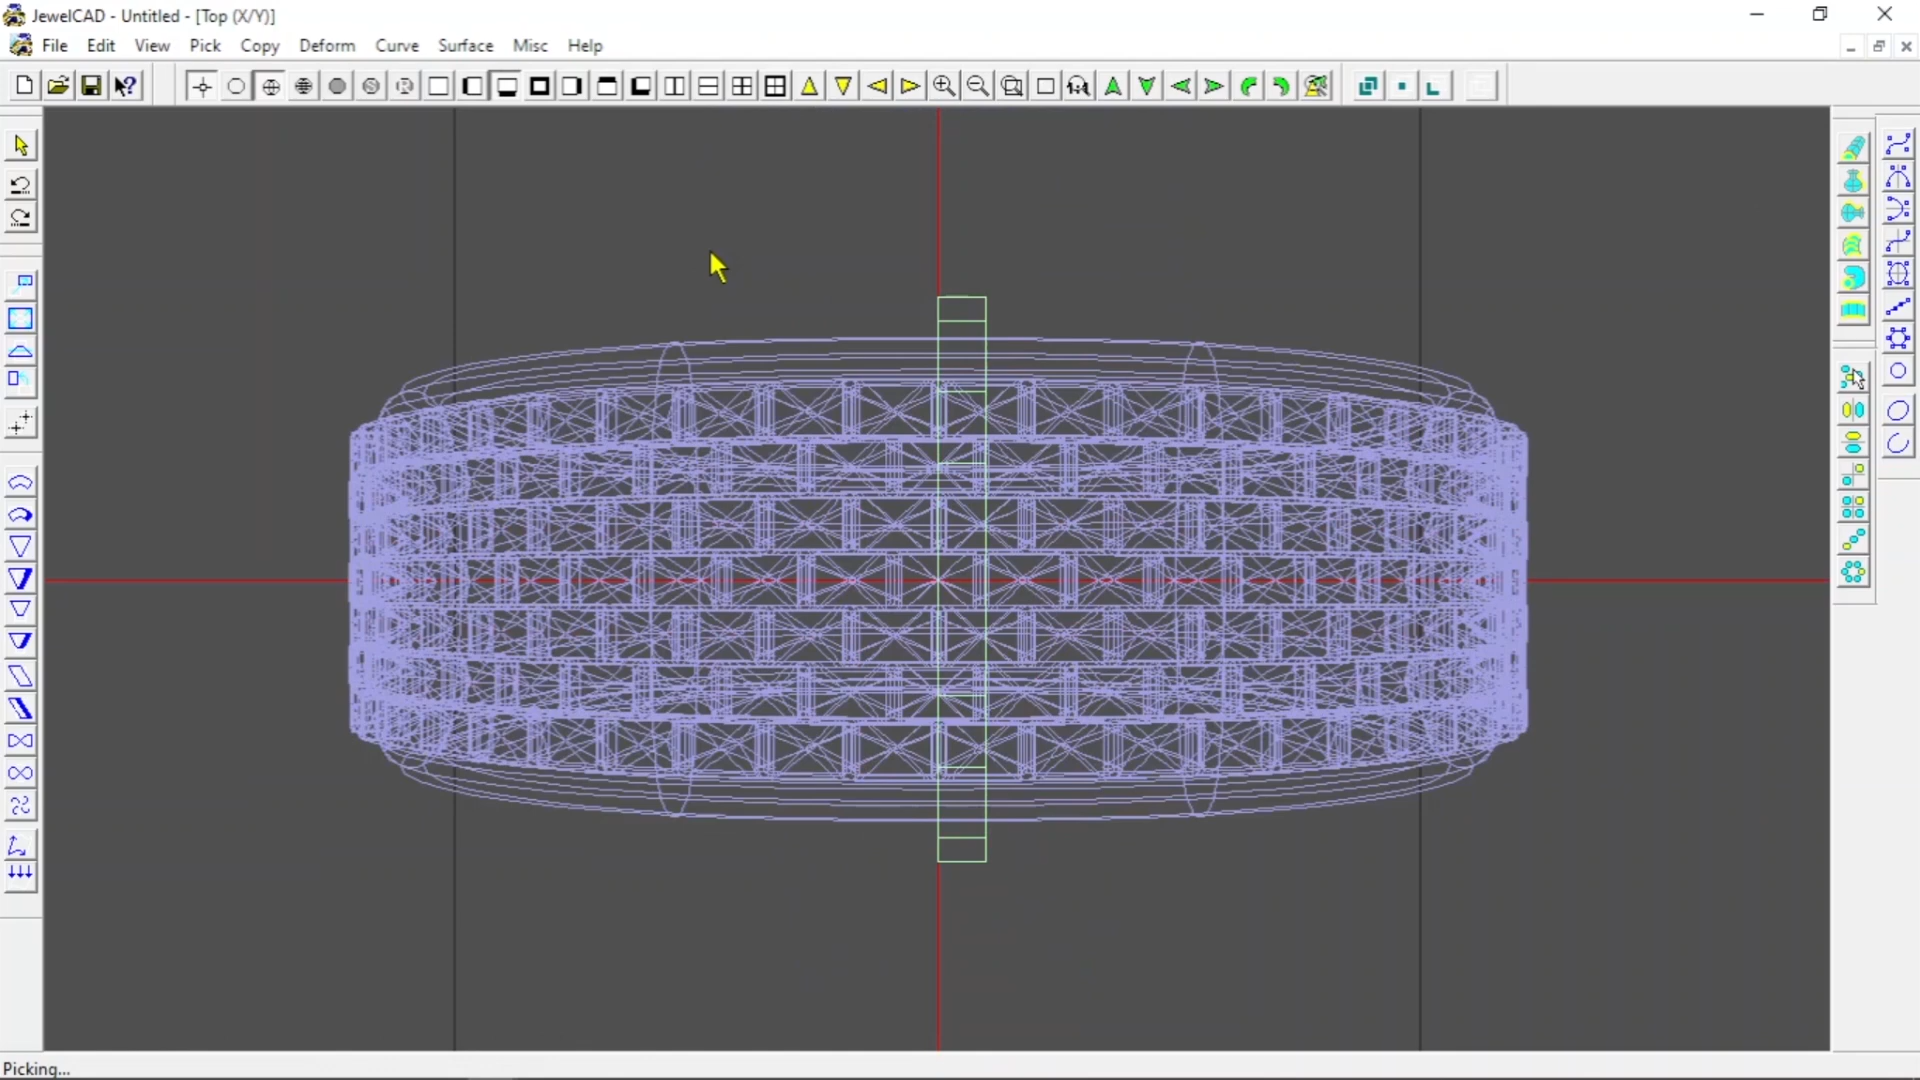 JewelCAD - Untitled - [Top (X/Y)]
File Edit View Pick Copy Deform Curve Surface Misc Help
Picking...